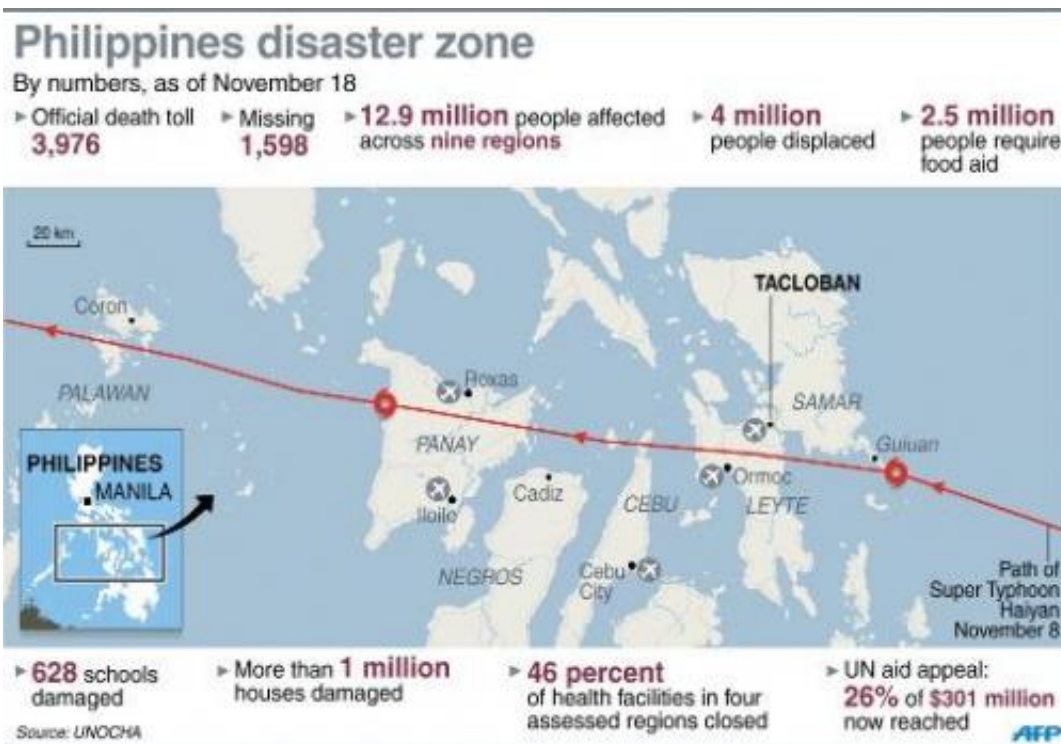 Philippines disaster zone
By numbers, as of November 18
Official death toll
3,976
Missing
1,598
12.9 million people affected
across nine regions
4 million
people displaced
2.5 million
people require
food aid
20 km
TACLOBAN
Coron
PALAWAN
Roxas
SAMAR
PANAY
Guiuan
PHILIPPINES
MANILA
Iloilo
Cadiz
CEBU
Ormoc
LEYTE
NEGROS
Cebu
City
Path of
Super Typhoon
Haiyan
November 8
628 schools
damaged
More than 1 million
houses damaged
46 percent
of health facilities in four
assessed regions closed
UN aid appeal:
26% of $301 million
now reached
Source: UNOCHA
AFP